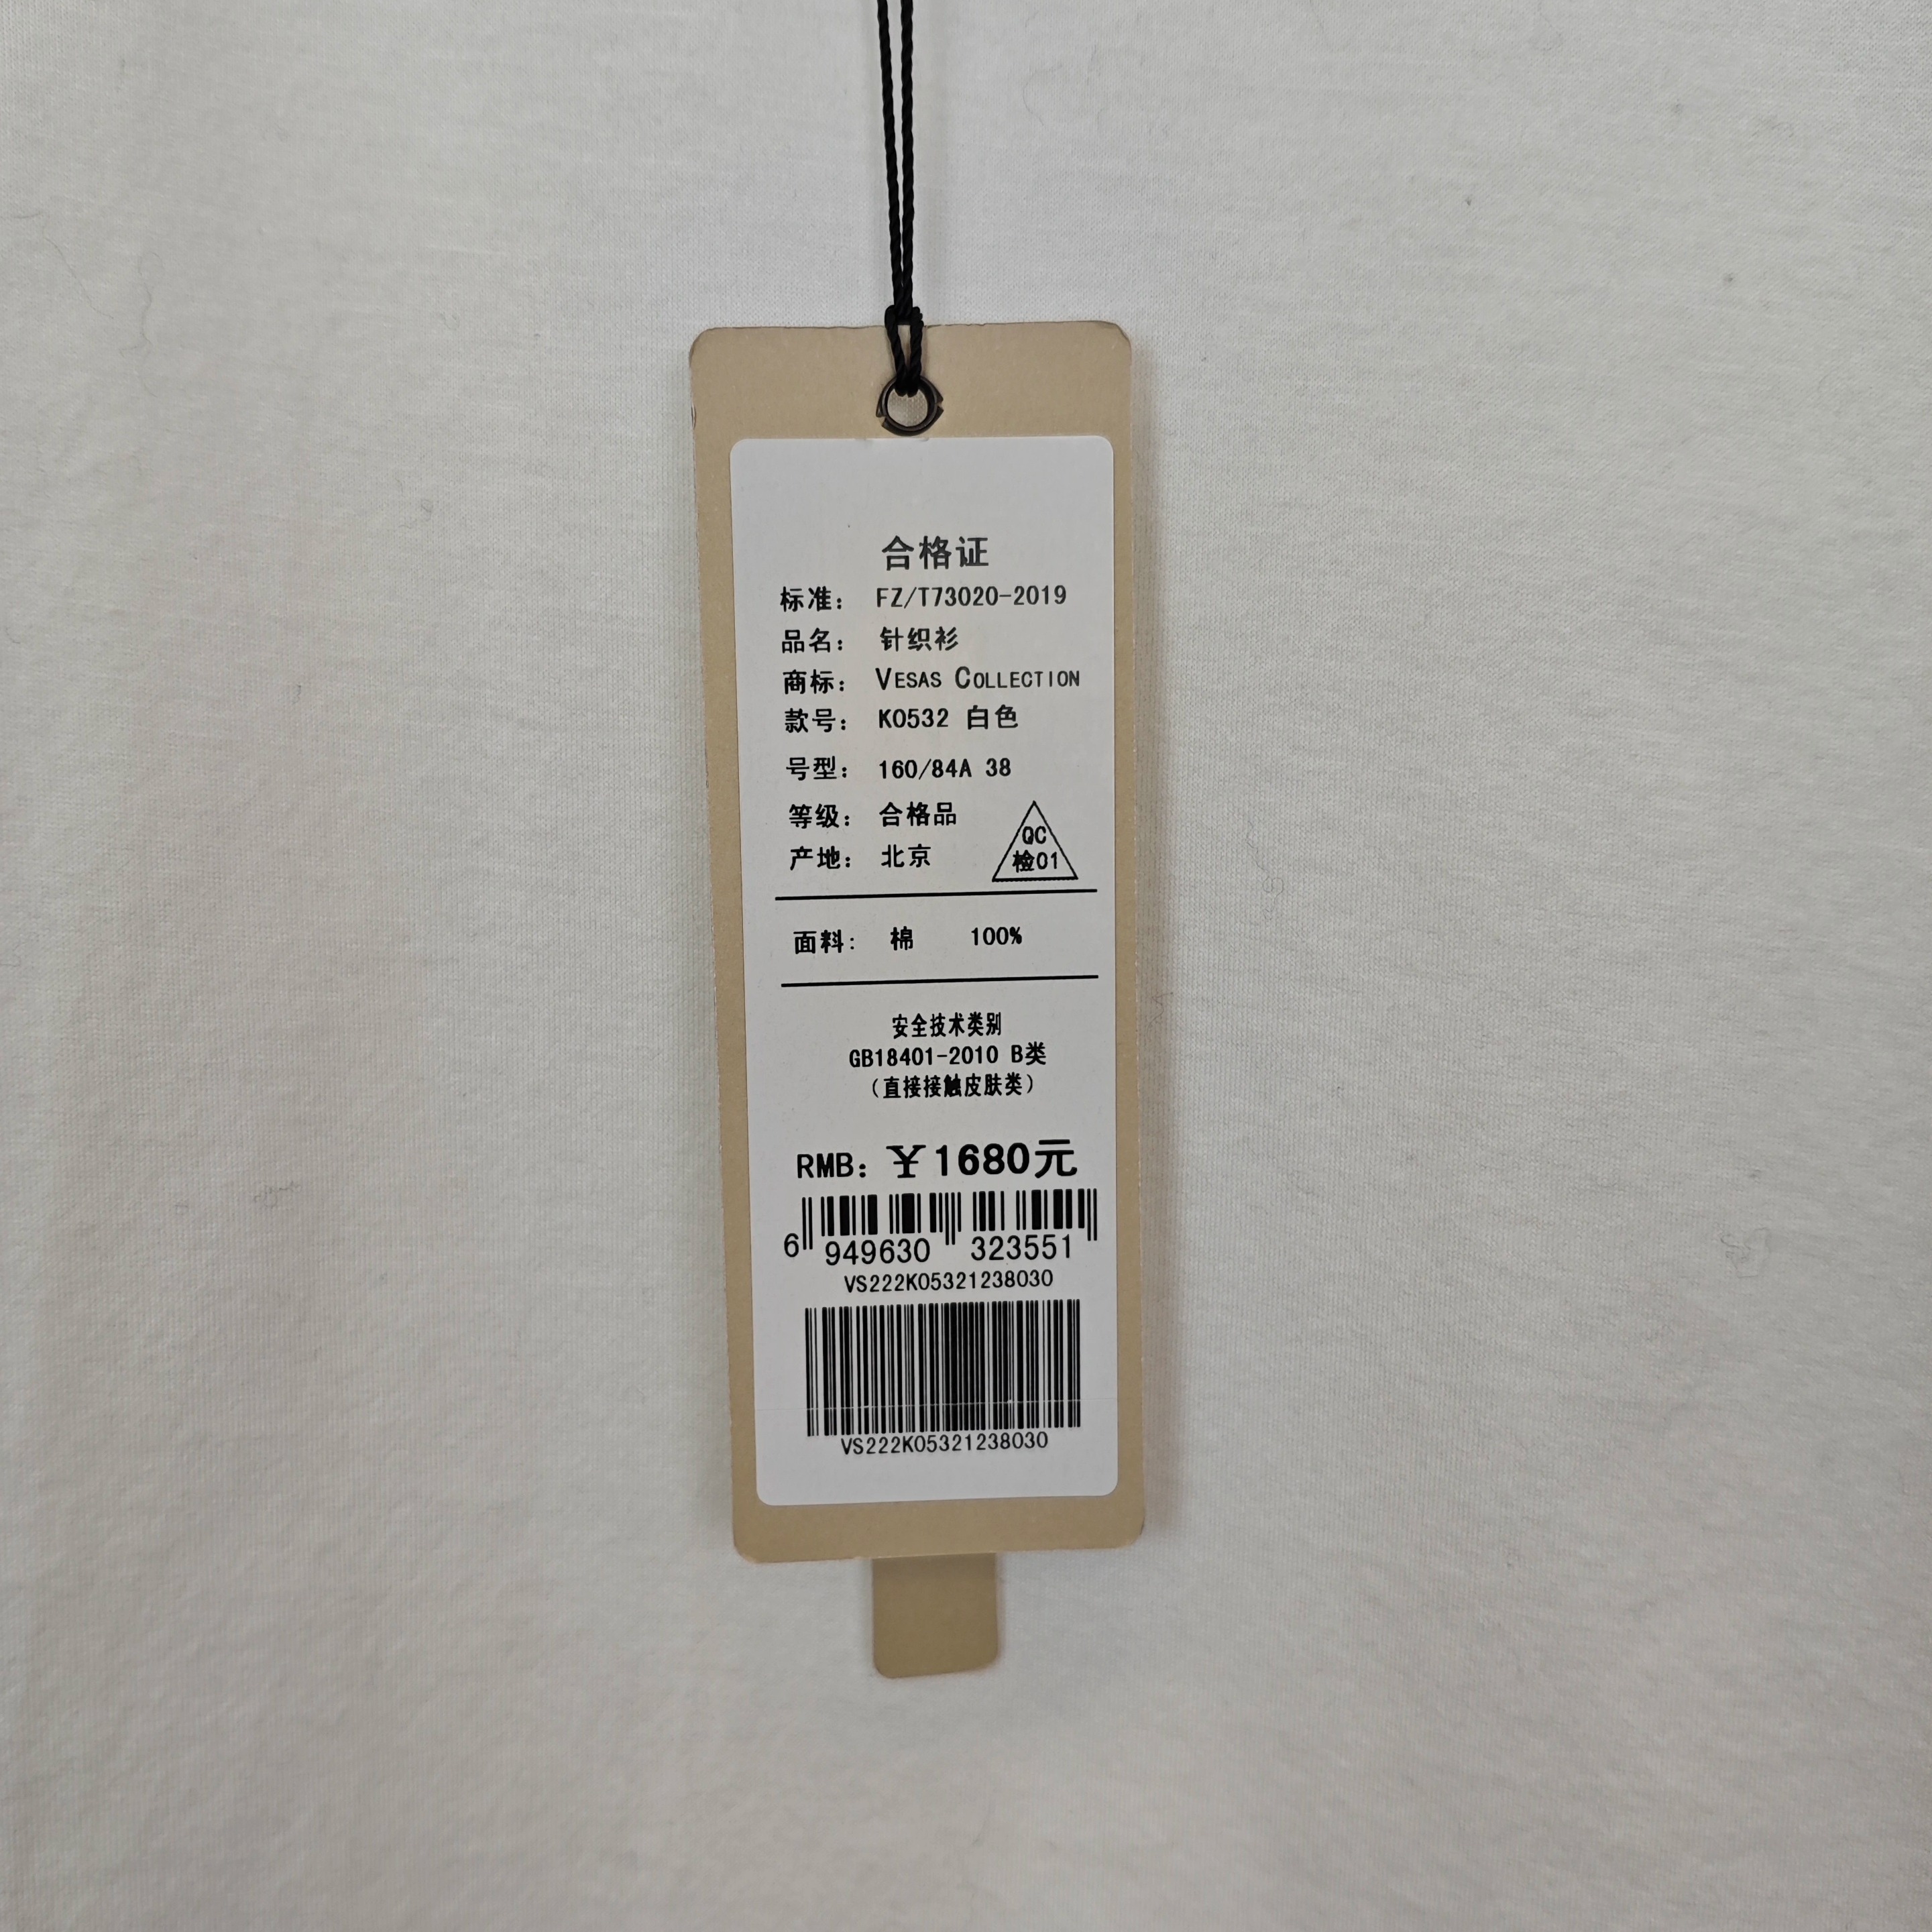 合格证
标准: FZ/T73020-2019
品名: 针织衫
商标: VESAS COLLECTION
款号: K0532 白色
号型: 160/84A 38
等级: 合格品
QC
检01
产地: 北京
面料: 棉 100%
安全技术类别
GB18401-2010 B类
(直接接触皮肤类)
RMB: ¥1680元
6 949630 323551
VS222K05321238030
VS222K05321238030